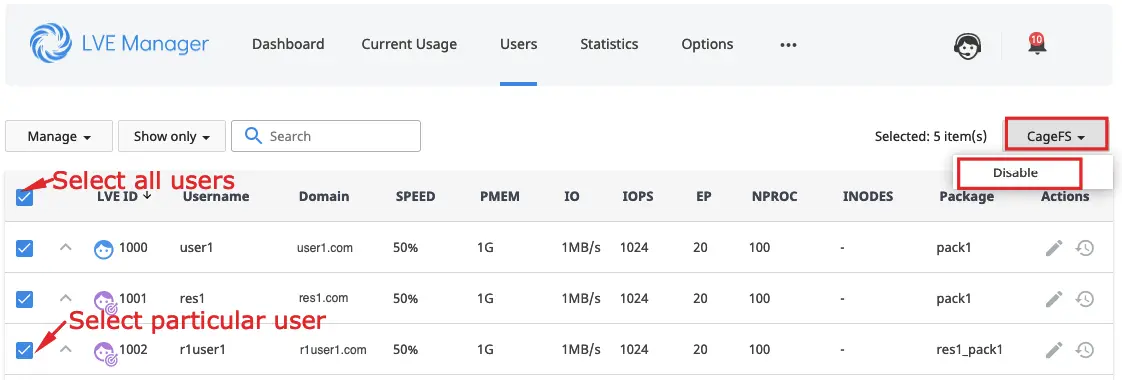 LVE Manager Dashboard Current Usage Users Statistics Options ••• 10
Manage Show only Search Selected: 5 item(s) CageFS
Disable
Select all users
LVE ID ↓ Username Domain SPEED PMEM IO IOPS EP NPROC INODES Package Actions
1000 user1 user1.com 50% 1G 1MB/s 1024 20 100 - pack1
1001 res1 res1.com 50% 1G 1MB/s 1024 20 100 - pack1
Select particular user
1002 r1user1 r1user1.com 50% 1G 1MB/s 1024 20 100 - res1_pack1